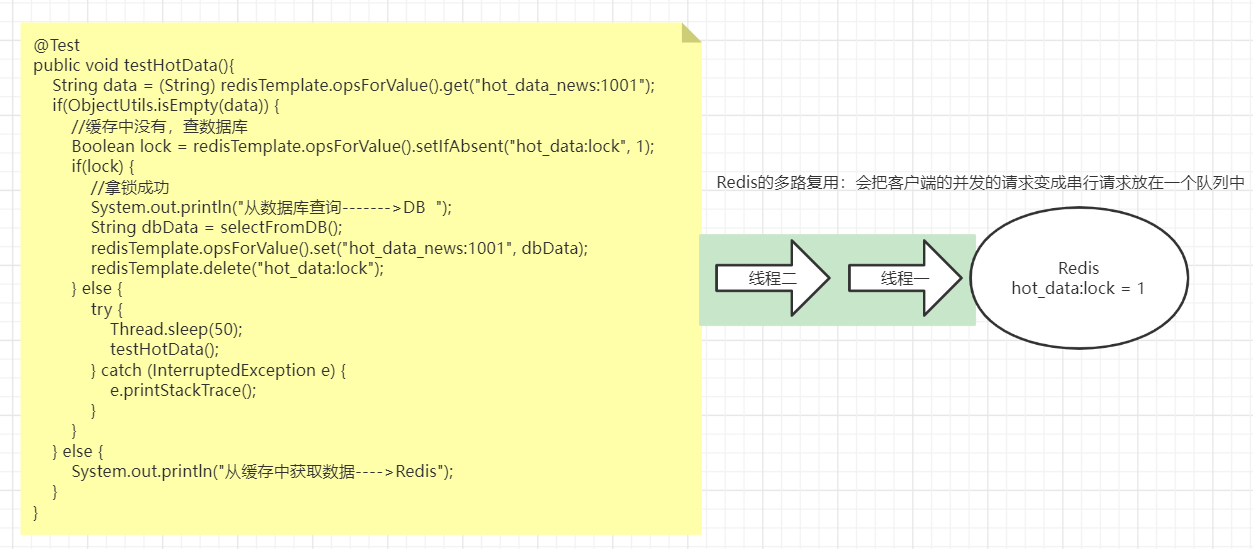 @Test
public void testHotData(){
String data = (String) redisTemplate.opsForValue().get("hot_data_news:1001");
if(ObjectUtils.isEmpty(data)) {
//缓存中没有，查数据库
Boolean lock = redisTemplate.opsForValue().setIfAbsent("hot_data:lock", 1);
if(lock) {
//拿锁成功
System.out.println("从数据库查询------->DB  ");
String dbData = selectFromDB();
redisTemplate.opsForValue().set("hot_data_news:1001", dbData);
redisTemplate.delete("hot_data:lock");
} else {
try {
Thread.sleep(50);
testHotData();
} catch (InterruptedException e) {
e.printStackTrace();
}
}
} else {
System.out.println("从缓存中获取数据---->Redis");
}
}
Redis的多路复用：会把客户端的并发的请求变成串行请求放在一个队列中
线程二
线程一
Redis
hot_data:lock = 1